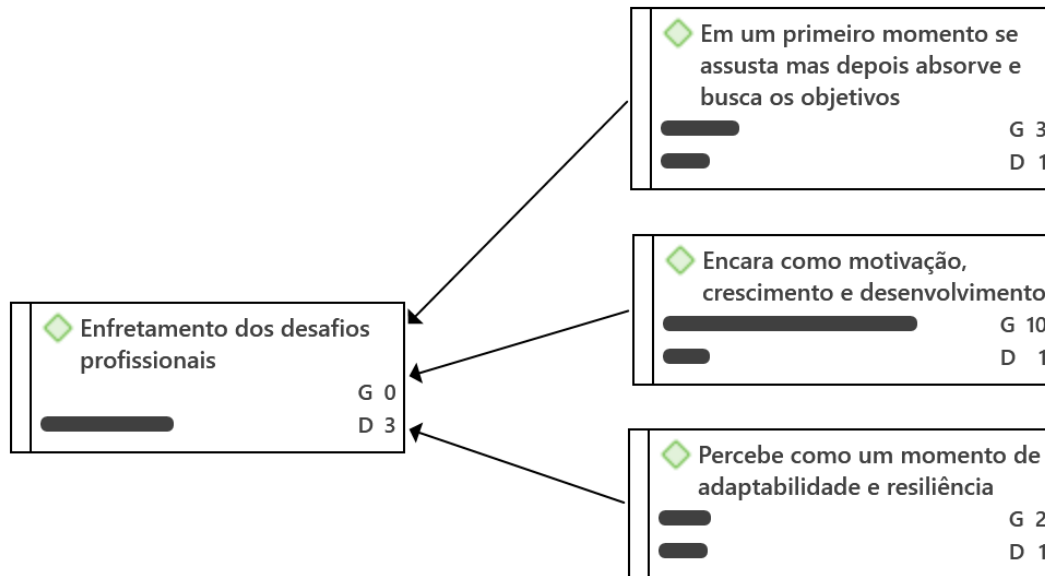 Em um primeiro momento se
assusta mas depois absorve e
busca os objetivos
G 3
D 1
Encara como motivação,
crescimento e desenvolvimento
G 10
D 1
Enfretamento dos desafios
profissionais
G 0
D 3
Percebe como um momento de
adaptabilidade e resiliência
G 2
D 1